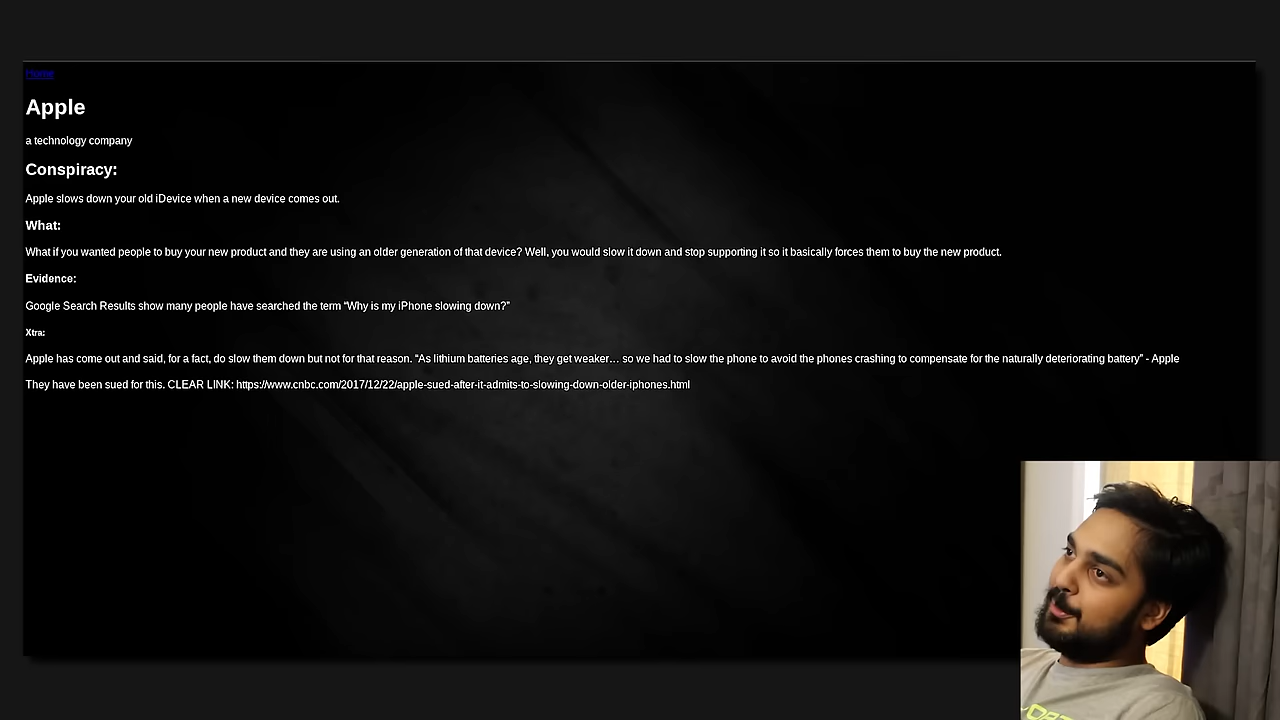 Home
Apple
a technology company
Conspiracy:
Apple slows down your old iDevice when a new device comes out.
What:
What if you wanted people to buy your new product and they are using an older generation of that device? Well, you would slow it down and stop supporting it so it basically forces them to buy the new product.
Evidence:
Google Search Results show many people have searched the term “Why is my iPhone slowing down?”
Xtra:
Apple has come out and said, for a fact, do slow them down but not for that reason. “As lithium batteries age, they get weaker… so we had to slow the phone to avoid the phones crashing to compensate for the naturally deteriorating battery” - Apple
They have been sued for this. CLEAR LINK: https://www.cnbc.com/2017/12/22/apple-sued-after-it-admits-to-slowing-down-older-iphones.html